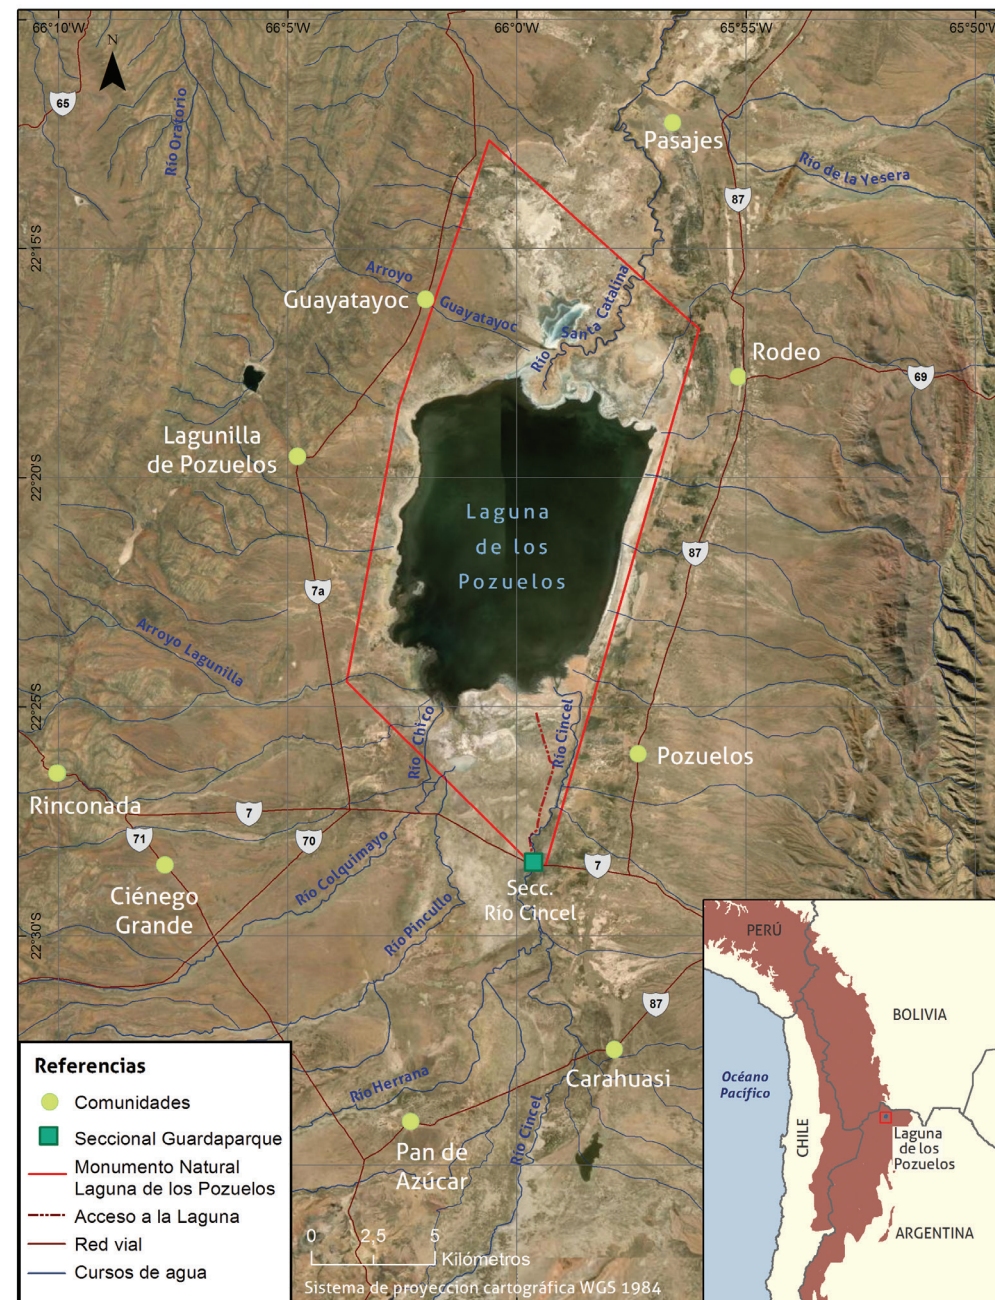 66°10'W
66°5'W
66°0'W
65°55'W
65°50'W
N
65
Río Oratorio
Pasajes
Río de la Yesera
87
22°15'S
Arroyo
Guayatayoc
Guayatayoc
Río
Santa Catalina
Rodeo
69
Lagunilla
de Pozuelos
22°20'S
Laguna
de los
Pozuelos
87
7a
Arroyo Lagunilla
22°25'S
Río Chico
Río Cincel
Pozuelos
Rinconada
7
71
70
7
Ciénego
Grande
Río Colquimayo
Río Pincullo
Secc.
Río Cincel
22°30'S
87
Carahuasi
Río Herrana
Río Cincel
Pan de
Azúcar
Referencias
Comunidades
Seccional Guardaparque
Monumento Natural
Laguna de los Pozuelos
Acceso a la Laguna
Red vial
Cursos de agua
0 2,5 5
Kilómetros
Sistema de proyección cartográfica WGS 1984
PERÚ
BOLIVIA
Océano
Pacífico
CHILE
Laguna
de los
Pozuelos
ARGENTINA